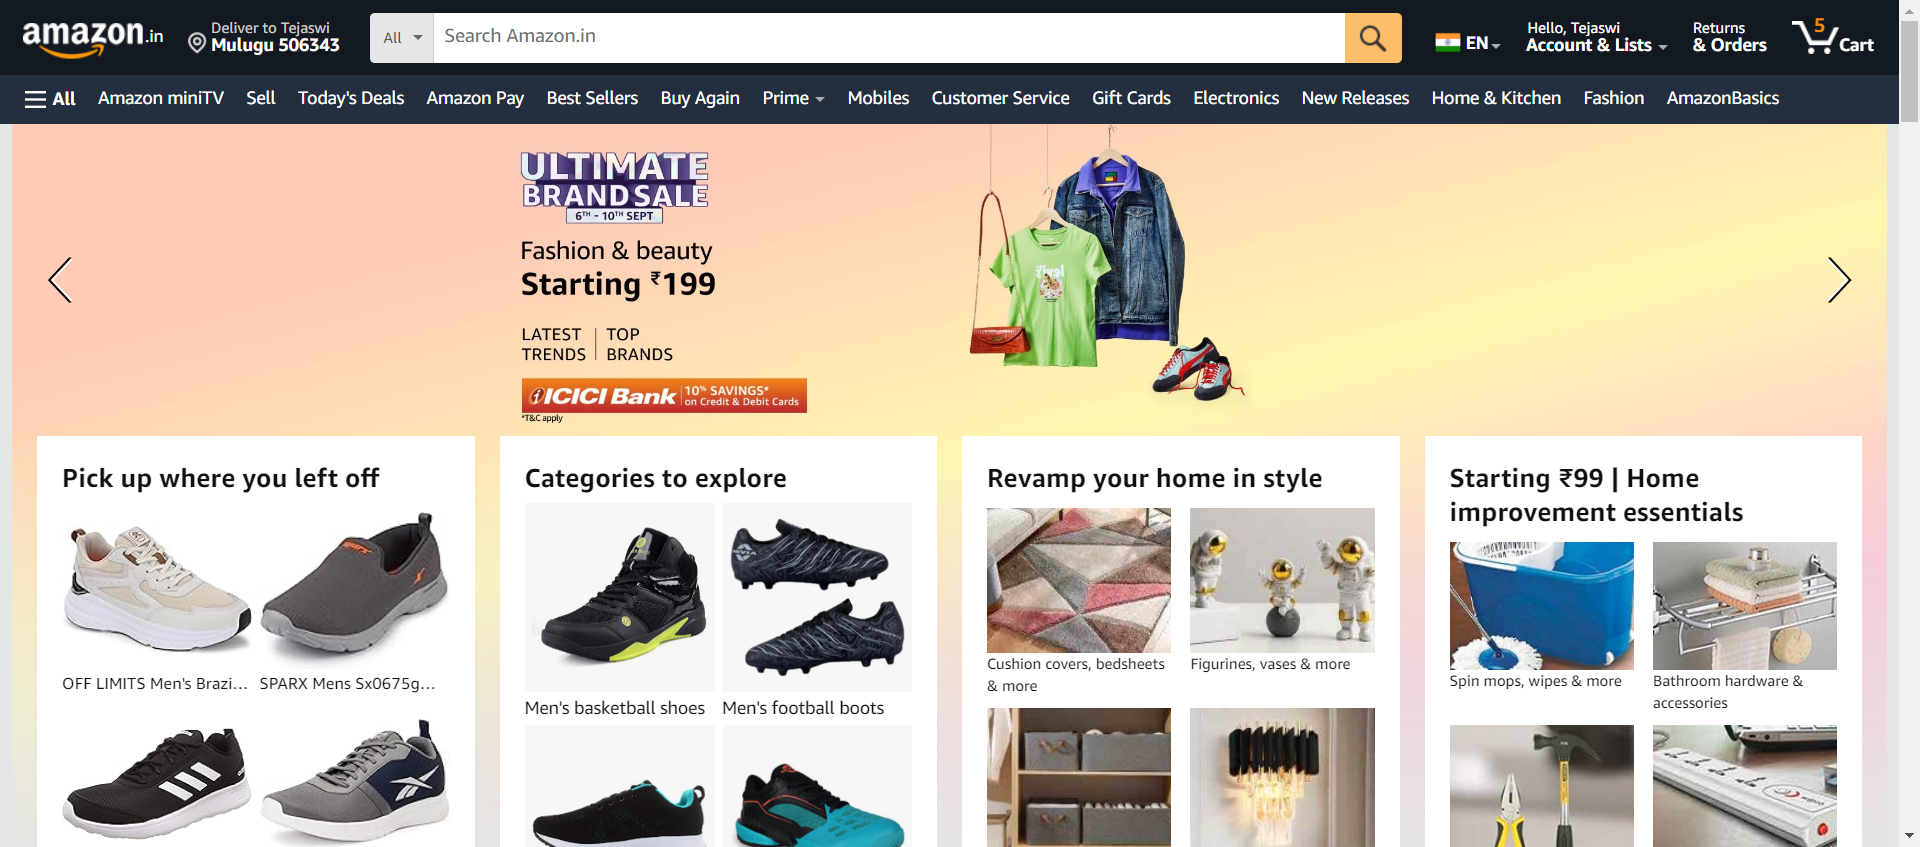 amazon.in
Deliver to Tejaswi
Mulugu 506343
All
Search Amazon.in
EN
Hello, Tejaswi
Account & Lists
Returns
& Orders
5
Cart
All Amazon miniTV Sell Today's Deals Amazon Pay Best Sellers Buy Again Prime Mobiles Customer Service Gift Cards Electronics New Releases Home & Kitchen Fashion AmazonBasics
ULTIMATE
BRAND SALE
6TH - 10TH SEPT
Fashion & beauty
Starting ₹199
LATEST
TRENDS
TOP
BRANDS
ICICI Bank
10% SAVINGS*
on Credit & Debit Cards
*T&C apply
Pick up where you left off
OFF LIMITS Men's Brazi...
SPARX Mens Sx0675g...
Categories to explore
NIVIA
Men's basketball shoes
Men's football boots
Revamp your home in style
Cushion covers, bedsheets
& more
Figurines, vases & more
Starting ₹99 | Home
improvement essentials
Spin mops, wipes & more
Bathroom hardware &
accessories